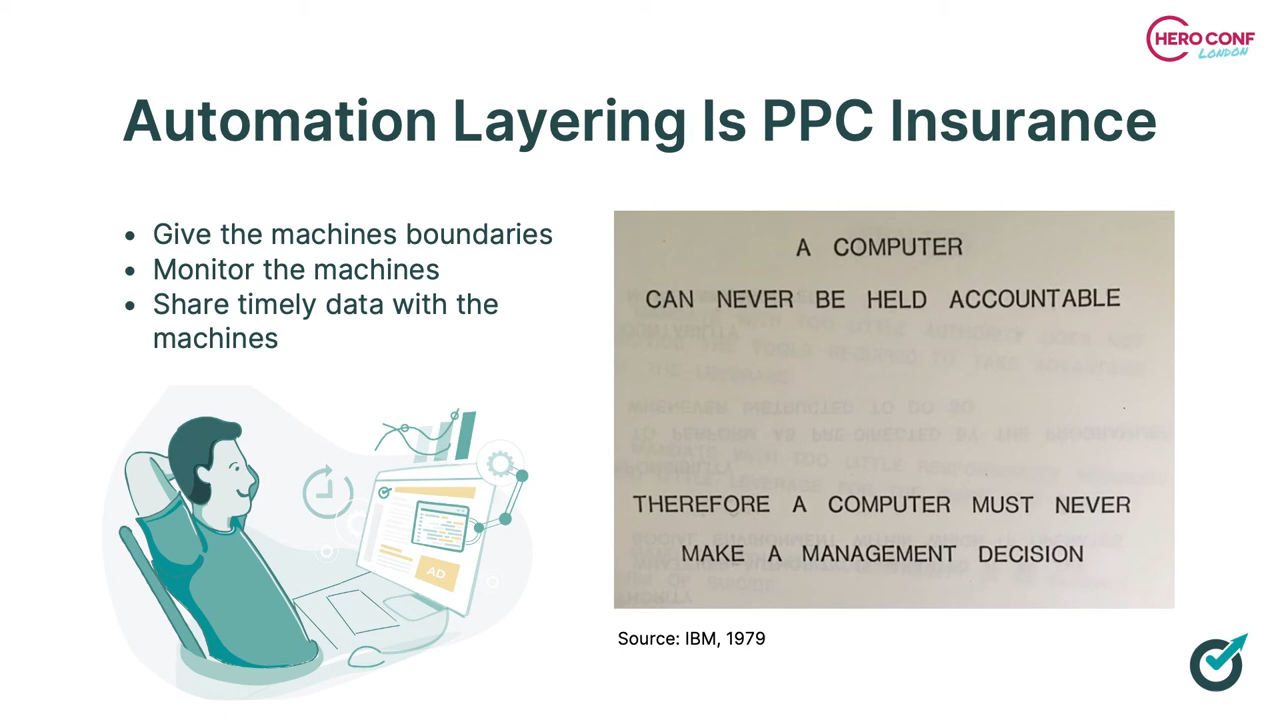 HERO CONF
LONDON
Automation Layering Is PPC Insurance
• Give the machines boundaries
• Monitor the machines
• Share timely data with the
machines
AD
A COMPUTER
CAN NEVER BE HELD ACCOUNTABLE
THEREFORE A COMPUTER MUST NEVER
MAKE A MANAGEMENT DECISION
Source: IBM, 1979